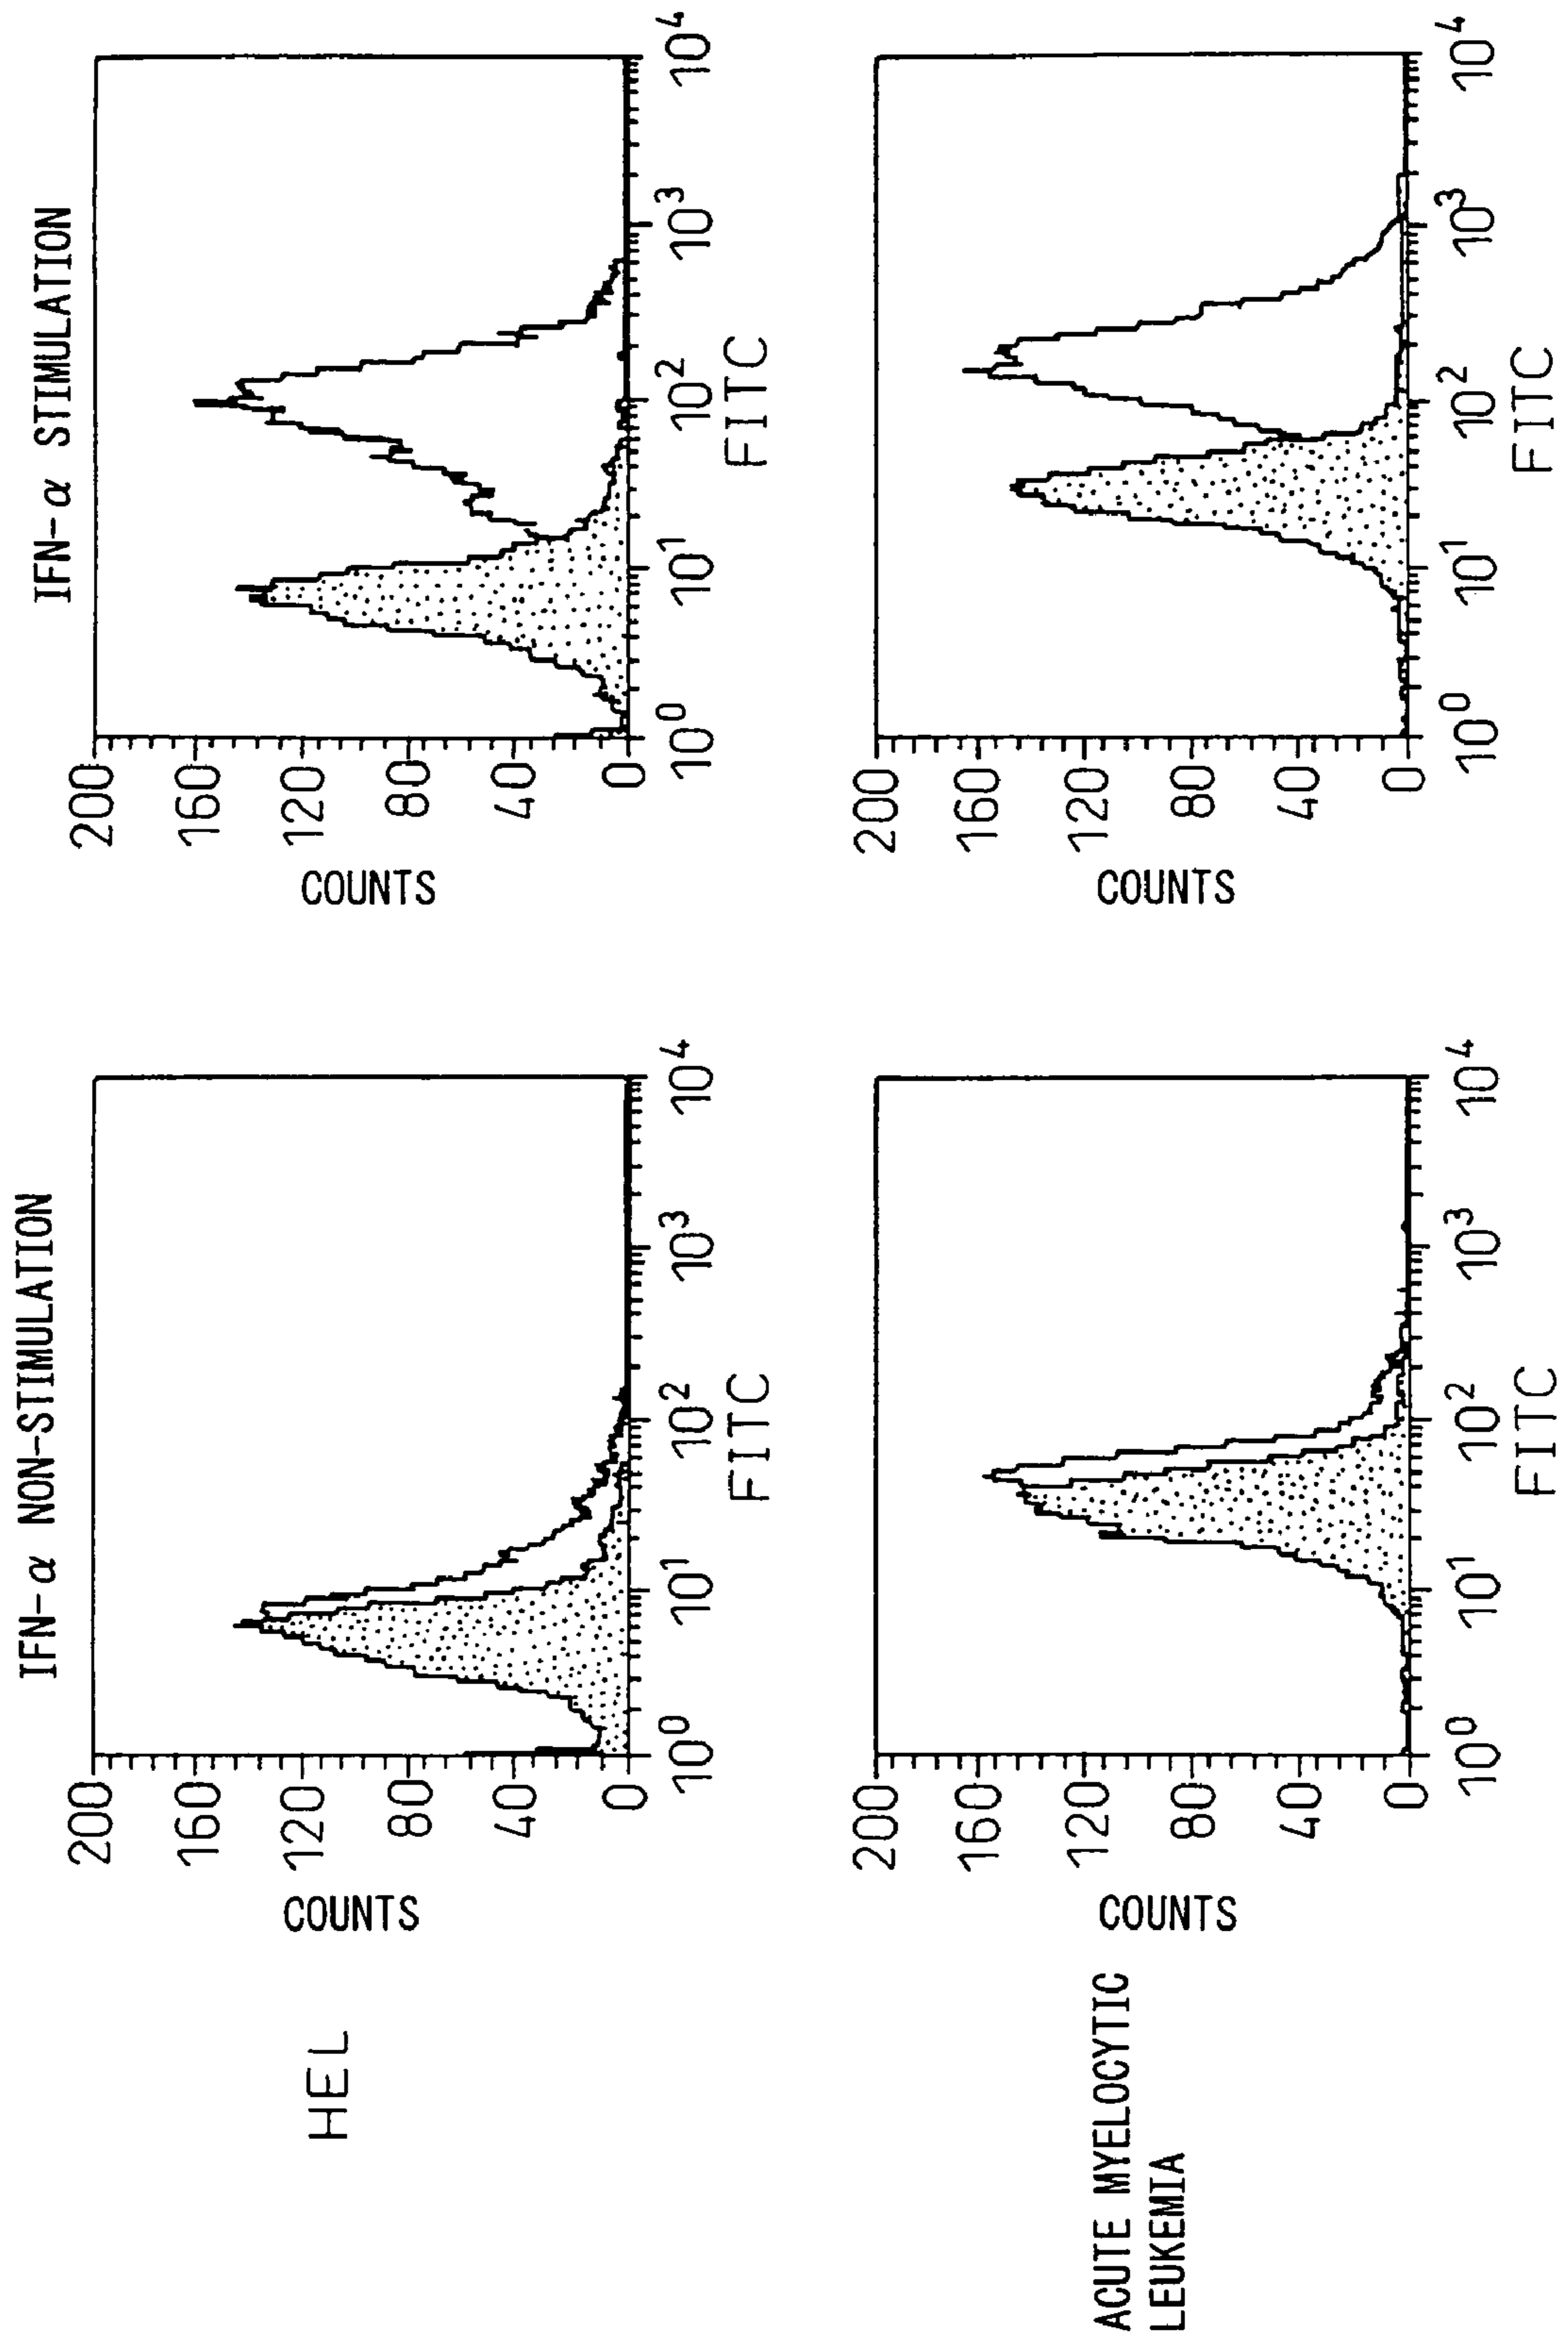 IFN-α NON-STIMULATION
IFN-α STIMULATION
HEL
COUNTS
200
160
120
80
40
0
10⁰ 10¹ 10² 10³ 10⁴
FITC
COUNTS
200
160
120
80
40
0
10⁰ 10¹ 10² 10³ 10⁴
FITC
ACUTE MYELOCYTIC
LEUKEMIA
COUNTS
200
160
120
80
40
0
10⁰ 10¹ 10² 10³ 10⁴
FITC
COUNTS
200
160
120
80
40
0
10⁰ 10¹ 10² 10³ 10⁴
FITC